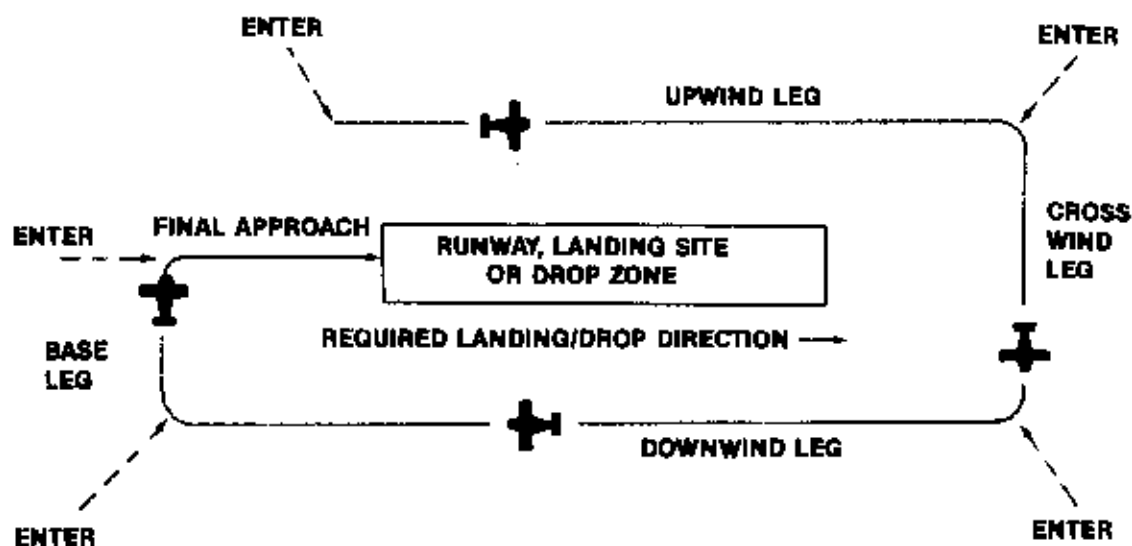 ENTER
ENTER
UPWIND LEG
ENTER
FINAL APPROACH
CROSS
WIND
LEG
RUNWAY, LANDING SITE
OR DROP ZONE
REQUIRED LANDING/DROP DIRECTION
BASE
LEG
DOWNWIND LEG
ENTER
ENTER